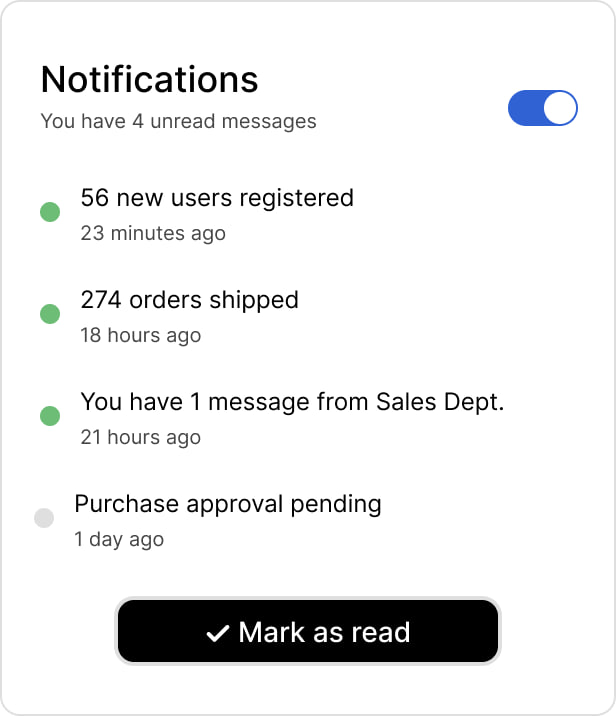 Notifications
You have 4 unread messages
56 new users registered
23 minutes ago
274 orders shipped
18 hours ago
You have 1 message from Sales Dept.
21 hours ago
Purchase approval pending
1 day ago
Mark as read